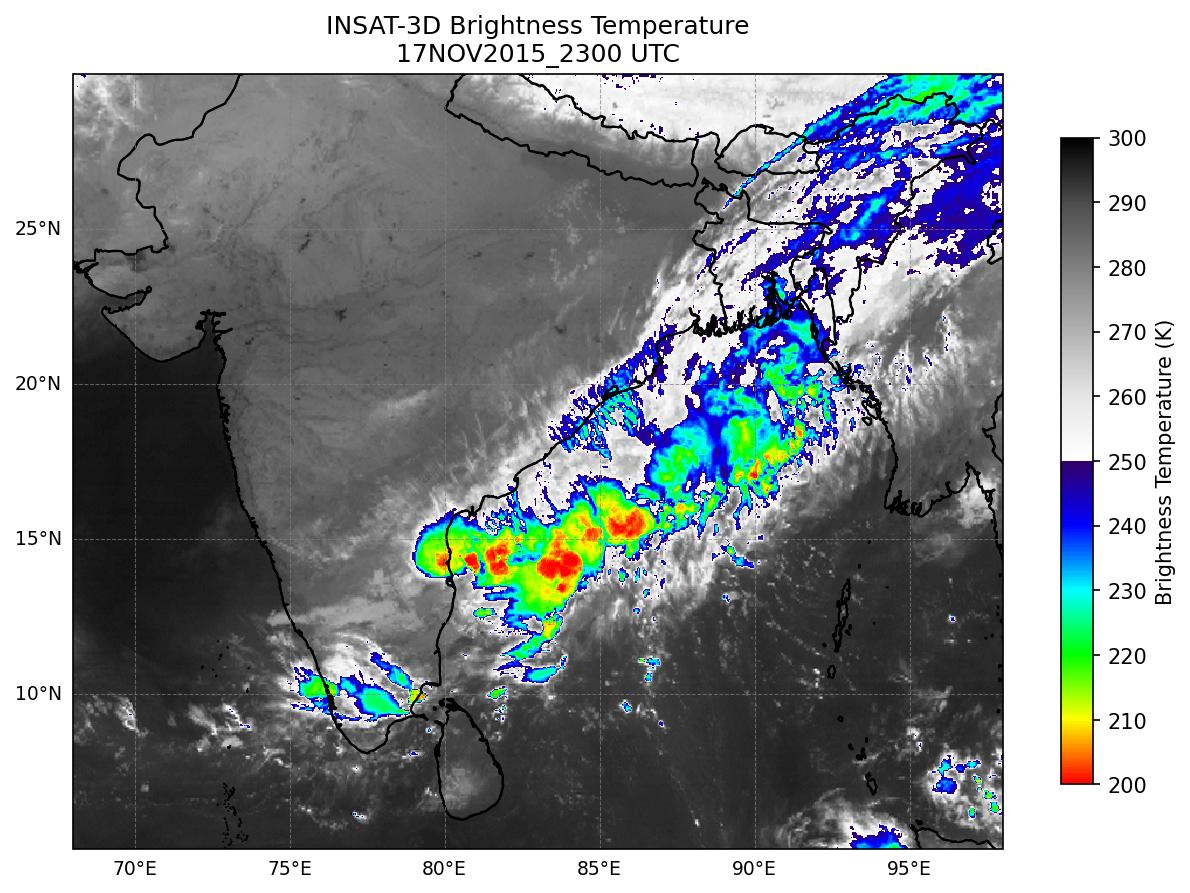 INSAT-3D Brightness Temperature
17NOV2015_2300 UTC
25°N
20°N
15°N
10°N
70°E
75°E
80°E
85°E
90°E
95°E
300
290
280
270
260
250
240
230
220
210
200
Brightness Temperature (K)